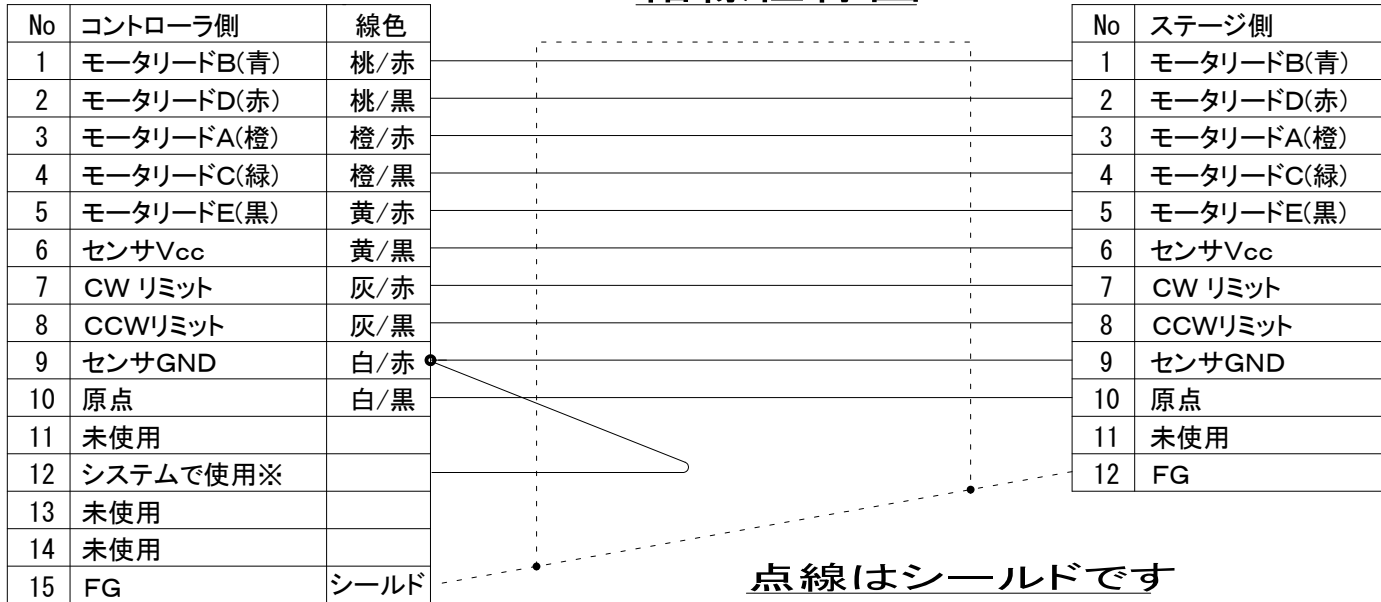 No コントローラ側 線色
1 モータリードB(青) 桃/赤
2 モータリードD(赤) 桃/黒
3 モータリードA(橙) 橙/赤
4 モータリードC(緑) 橙/黒
5 モータリードE(黒) 黄/赤
6 センサVcc 黄/黒
7 CW リミット 灰/赤
8 CCWリミット 灰/黒
9 センサGND 白/赤
10 原点 白/黒
11 未使用
12 システムで使用※
13 未使用
14 未使用
15 FG シールド
No ステージ側
1 モータリードB(青)
2 モータリードD(赤)
3 モータリードA(橙)
4 モータリードC(緑)
5 モータリードE(黒)
6 センサVcc
7 CW リミット
8 CCWリミット
9 センサGND
10 原点
11 未使用
12 FG
点線はシールドです